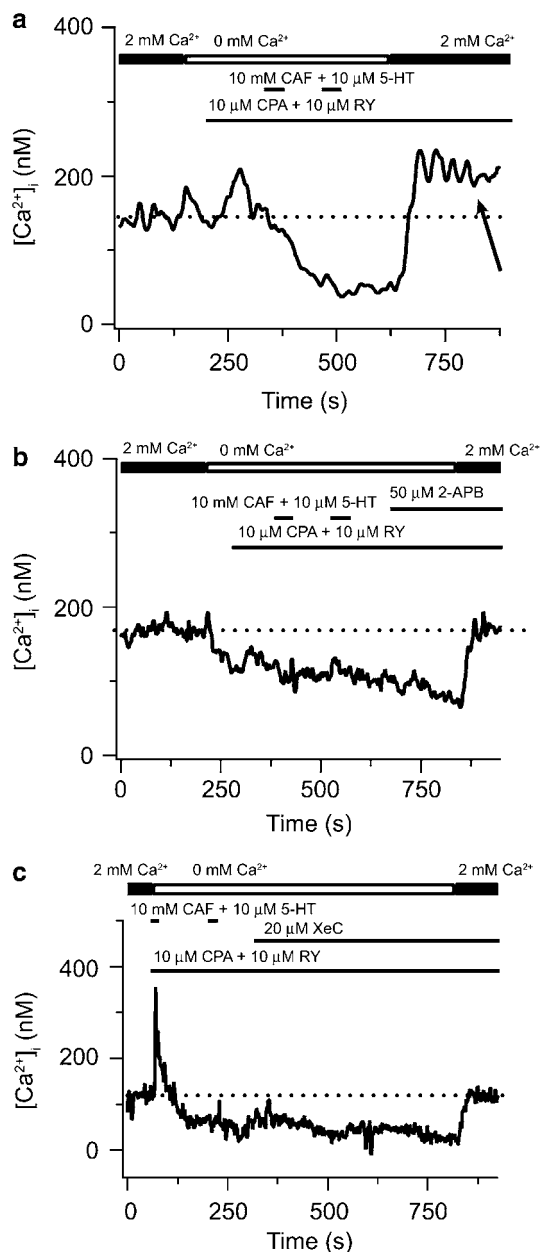 a
2 mM Ca²⁺ 0 mM Ca²⁺ 2 mM Ca²⁺
10 mM CAF + 10 μM 5-HT
10 μM CPA + 10 μM RY
[Ca²⁺]ᵢ (nM)
400
200
0
0 250 500 750
Time (s)
b
2 mM Ca²⁺ 0 mM Ca²⁺ 2 mM Ca²⁺
50 μM 2-APB
10 mM CAF + 10 μM 5-HT
10 μM CPA + 10 μM RY
[Ca²⁺]ᵢ (nM)
400
200
0
0 250 500 750
Time (s)
c
2 mM Ca²⁺ 0 mM Ca²⁺ 2 mM Ca²⁺
10 mM CAF + 10 μM 5-HT
20 μM XeC
10 μM CPA + 10 μM RY
[Ca²⁺]ᵢ (nM)
400
200
0
0 250 500 750
Time (s)